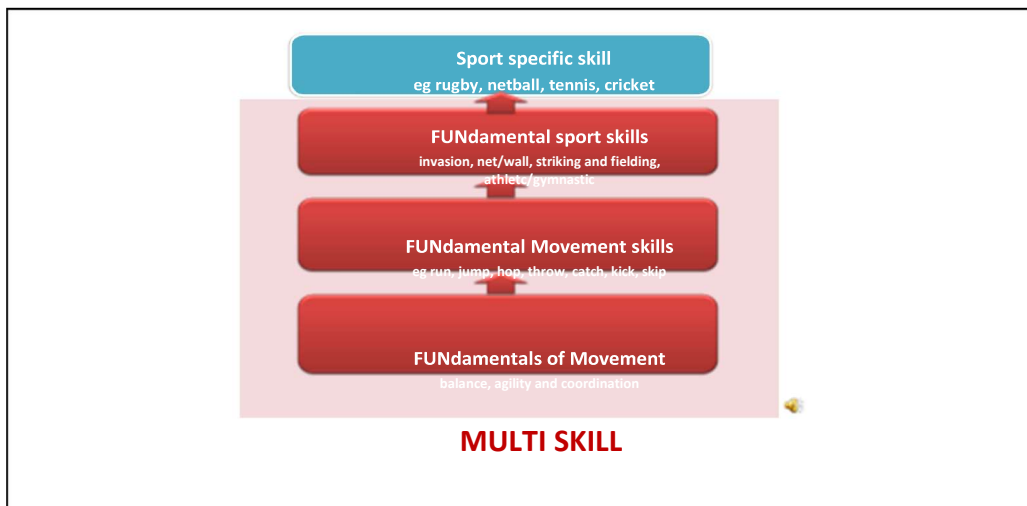 Sport specific skill
eg rugby, netball, tennis, cricket
FUNdamental sport skills
invasion, net/wall, striking and fielding,
athletc/gymnastic
FUNdamental Movement skills
eg run, jump, hop, throw, catch, kick, skip
FUNdamentals of Movement
balance, agility and coordination
MULTI SKILL